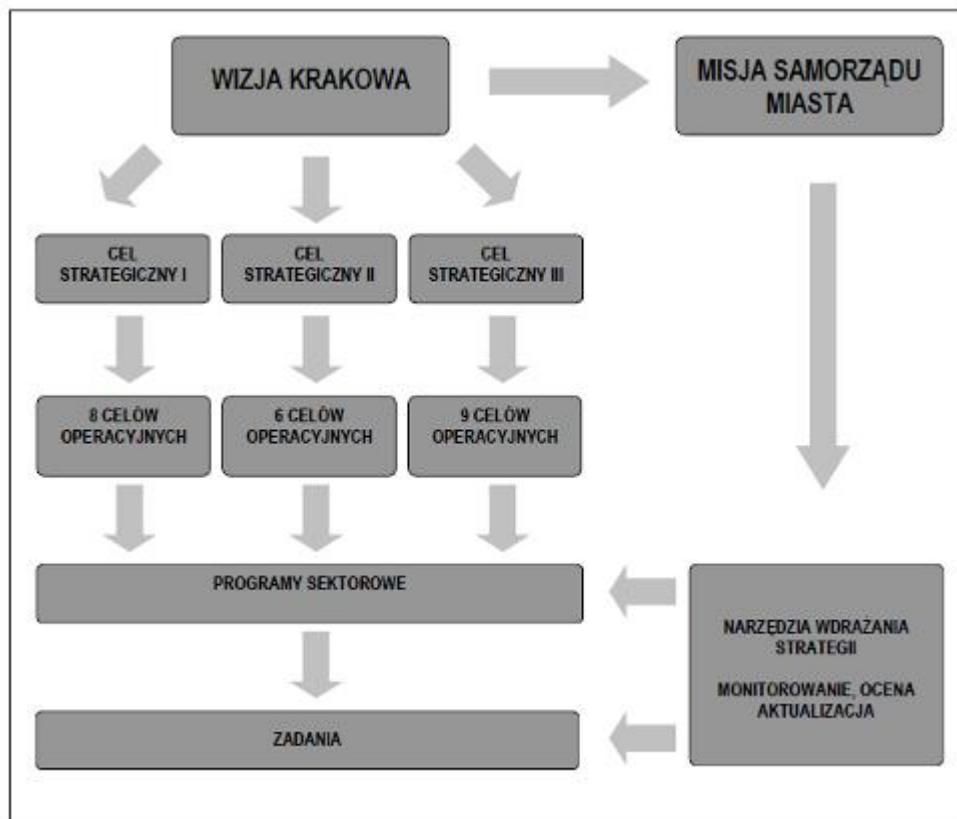 WIZJA KRAKOWA
MISJA SAMORZĄDU
MIASTA
CEL
STRATEGICZNY I
CEL
STRATEGICZNY II
CEL
STRATEGICZNY III
8 CELÓW
OPERACYJNYCH
6 CELÓW
OPERACYJNYCH
9 CELÓW
OPERACYJNYCH
PROGRAMY SEKTOROWE
NARZĘDZIA WDRAŻANIA
STRATEGII
MONITOROWANIE, OCENA
AKTUALIZACJA
ZADANIA